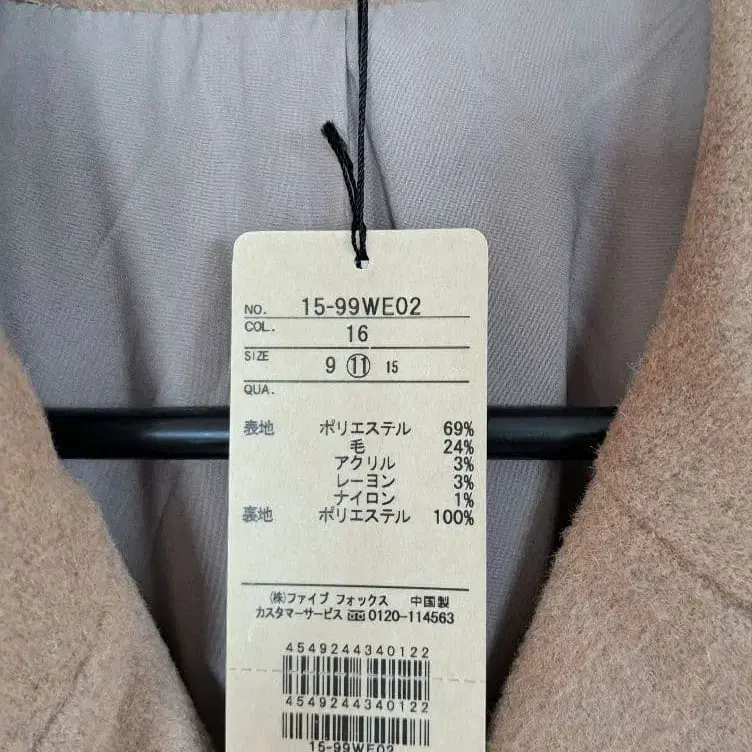 NO. 15-99WE02
COL. 16
SIZE 9 ⑪ 15
QUA.
表地 ポリエステル 69%
毛 24%
アクリル 3%
レーヨン 3%
ナイロン 1%
裏地 ポリエステル 100%
㈱ファイブ フォックス 中国製
カスタマーサービス 0120-114563
4549244340122
4549244340122
15-99WE02